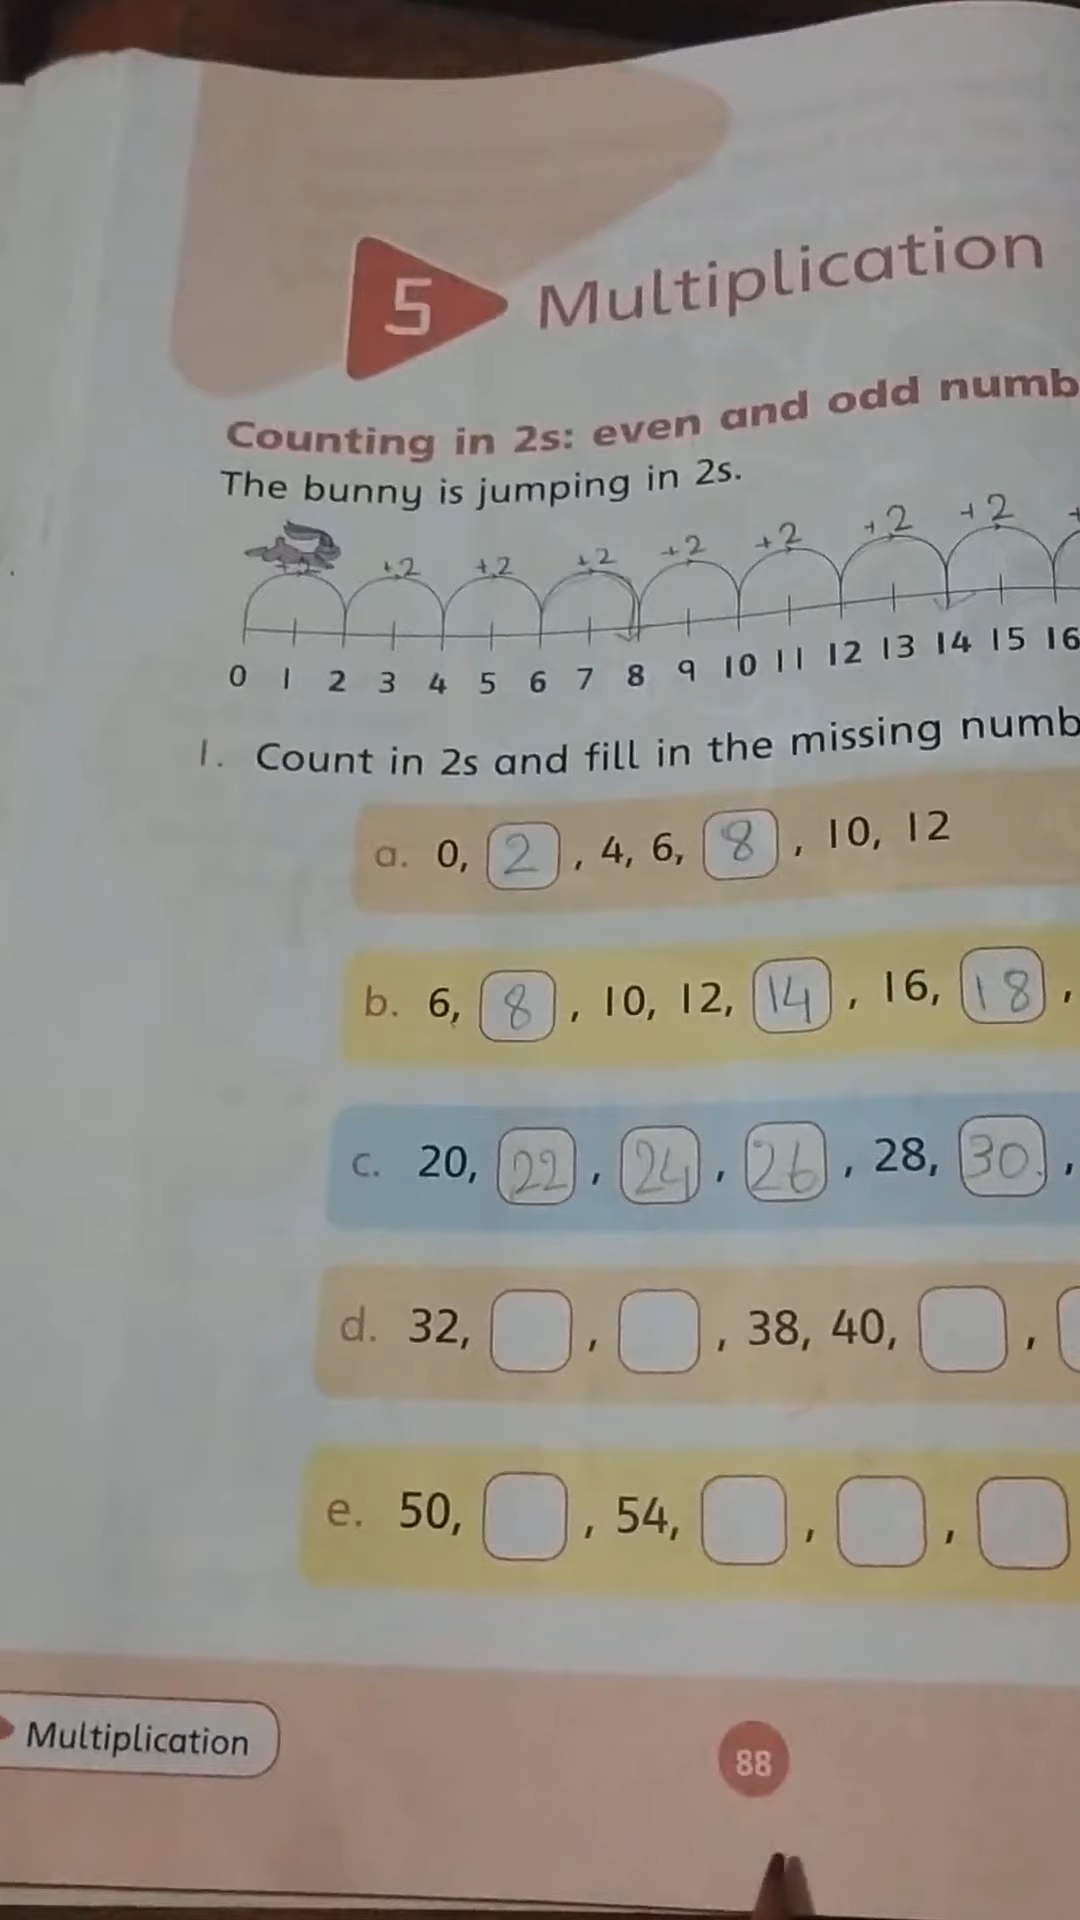 5 Multiplication
Counting in 2s: even and odd numb
The bunny is jumping in 2s.
+2 +2 +2 +2 +2 +2 +2 +2
0 1 2 3 4 5 6 7 8 9 10 11 12 13 14 15 16
1. Count in 2s and fill in the missing numb
a. 0, 2, 4, 6, 8, 10, 12
b. 6, 8, 10, 12, 14, 16, 18,
c. 20, 22, 24, 26, 28, 30.,
d. 32, , , 38, 40, ,
e. 50, , 54, , ,
Multiplication
88